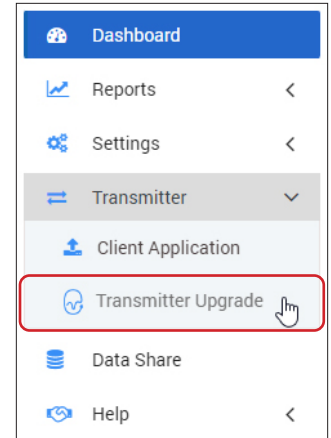 Dashboard
Reports
Settings
Transmitter
Client Application
Transmitter Upgrade
Data Share
Help